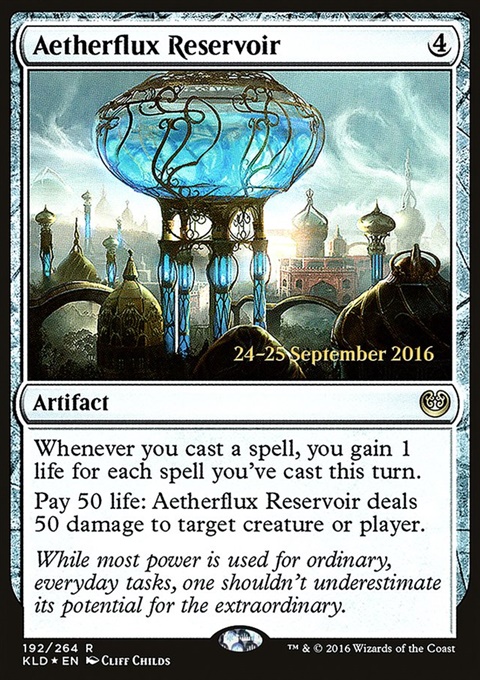 Aetherflux Reservoir 4
24–25 September 2016
Artifact
Whenever you cast a spell, you gain 1
life for each spell you've cast this turn.
Pay 50 life: Aetherflux Reservoir deals
50 damage to target creature or player.
While most power is used for ordinary,
everyday tasks, one shouldn't underestimate
its potential for the extraordinary.
192/264 R
KLD ★ EN Cliff Childs
™ & © 2016 Wizards of the Coast